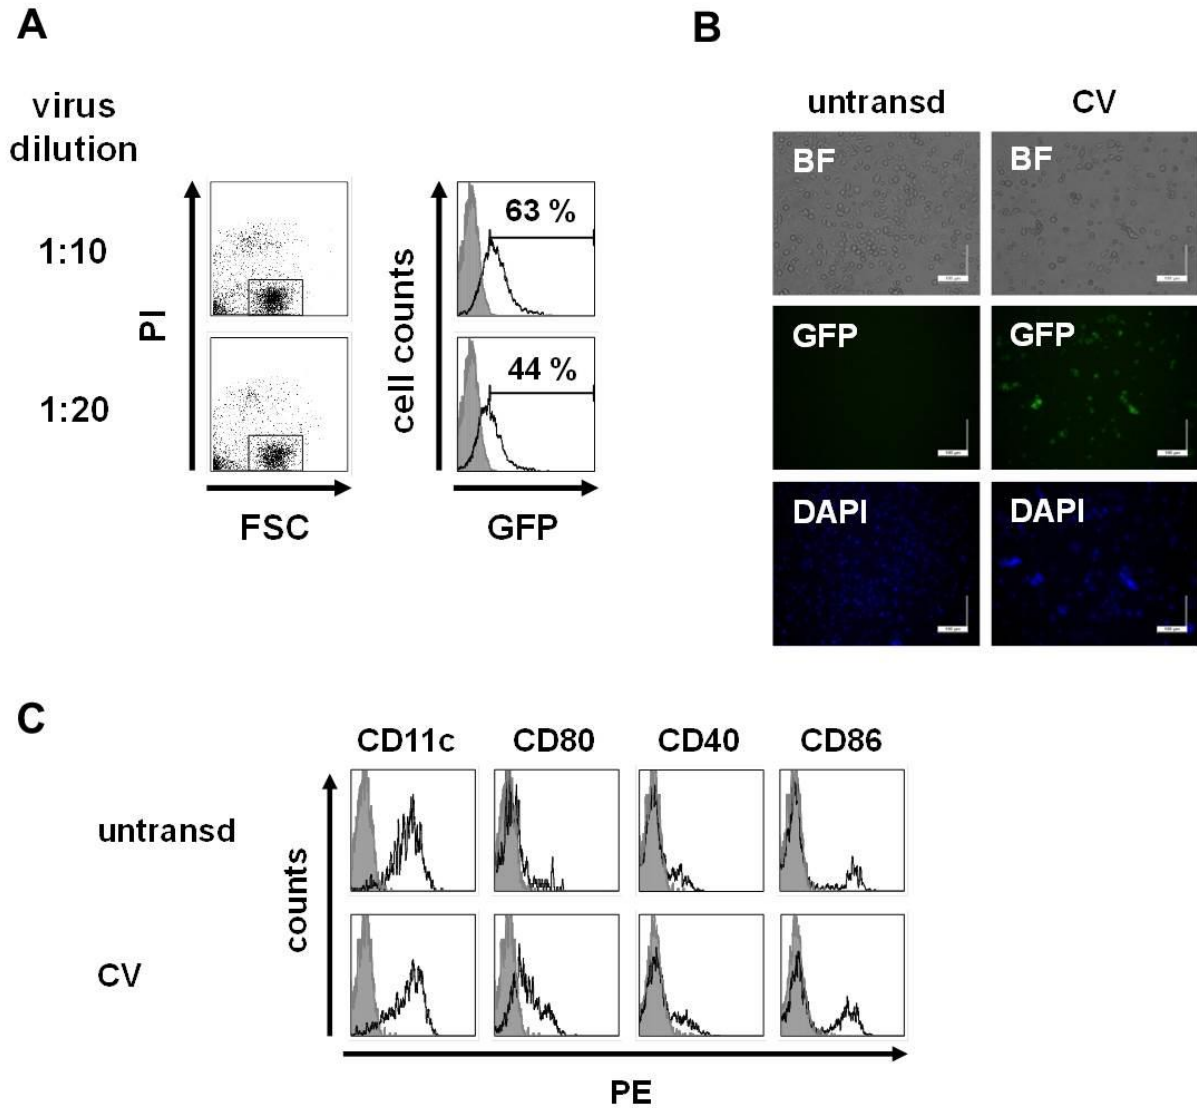 A
virus
dilution
1:10
1:20
PI
63 %
44 %
cell counts
FSC
GFP
B
untransd
CV
BF
BF
GFP
GFP
DAPI
DAPI
C
CD11c
CD80
CD40
CD86
untransd
CV
counts
PE